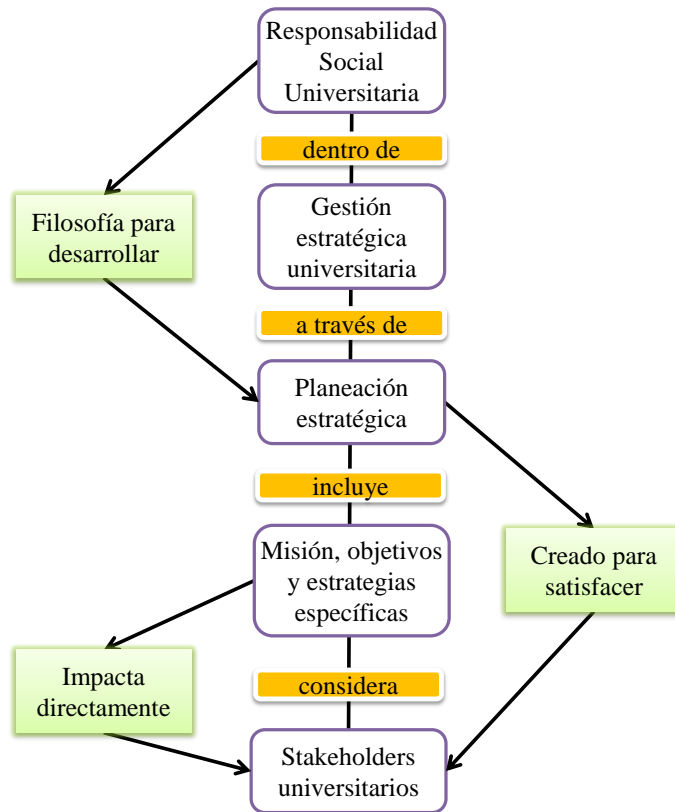 Responsabilidad
Social
Universitaria
dentro de
Filosofía para
desarrollar
Gestión
estratégica
universitaria
a través de
Planeación
estratégica
incluye
Misión, objetivos
y estrategias
específicas
Creado para
satisfacer
Impacta
directamente
considera
Stakeholders
universitarios